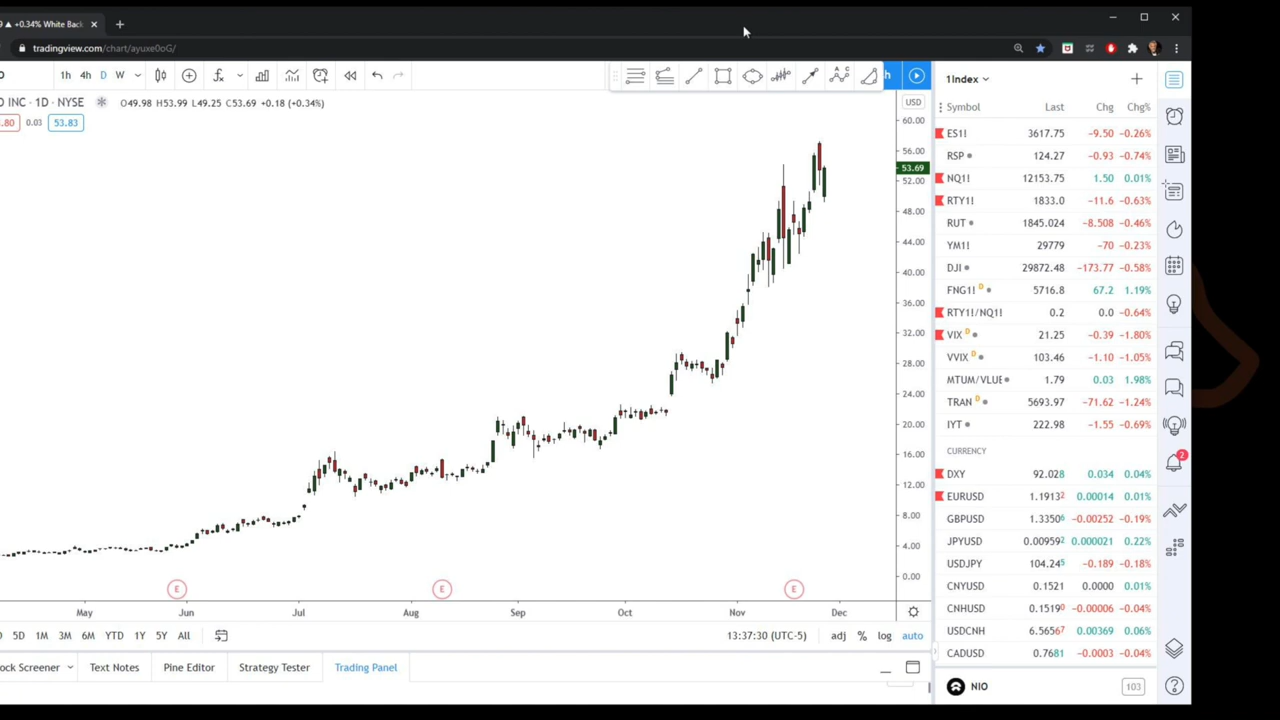 +0.34% White Bac
tradingview.com/chart/ayuxe0oG/
1h 4h D W
h
INC · 1D · NYSE O49.98 H53.99 L49.25 C53.69 +0.18 (+0.34%)
.80 0.03 53.83
USD
60.00
56.00
53.69
52.00
48.00
44.00
40.00
36.00
32.00
28.00
24.00
20.00
16.00
12.00
8.00
4.00
0.00
E E E
May Jun Jul Aug Sep Oct Nov Dec
5D 1M 3M 6M YTD 1Y 5Y All 13:37:30 (UTC-5) adj % log auto
ock Screener Text Notes Pine Editor Strategy Tester Trading Panel
1Index
Symbol Last Chg Chg%
ES1! 3617.75 −9.50 −0.26%
RSP 124.27 −0.93 −0.74%
NQ1! 12153.75 1.50 0.01%
RTY1! 1833.0 −11.6 −0.63%
RUT 1845.024 −8.508 −0.46%
YM1! 29779 −70 −0.23%
DJI 29872.48 −173.77 −0.58%
FNG1! D 5716.8 67.2 1.19%
RTY1!/NQ1! 0.2 0.0 −0.64%
VIX D 21.25 −0.39 −1.80%
VVIX D 103.46 −1.10 −1.05%
MTUM/VLUE 1.79 0.03 1.98%
TRAN D 5693.97 −71.62 −1.24%
IYT 222.98 −1.55 −0.69%
CURRENCY
DXY 92.028 0.034 0.04%
EURUSD 1.1913² 0.00014 0.01%
GBPUSD 1.3350⁶ −0.00252 −0.19%
JPYUSD 0.00959² 0.000021 0.22%
USDJPY 104.24⁵ −0.189 −0.18%
CNYUSD 0.1521 0.0000 0.01%
CNHUSD 0.1519⁰ −0.00006 −0.04%
USDCNH 6.56567 0.00369 0.06%
CADUSD 0.7681 −0.0003 −0.04%
NIO 103
2